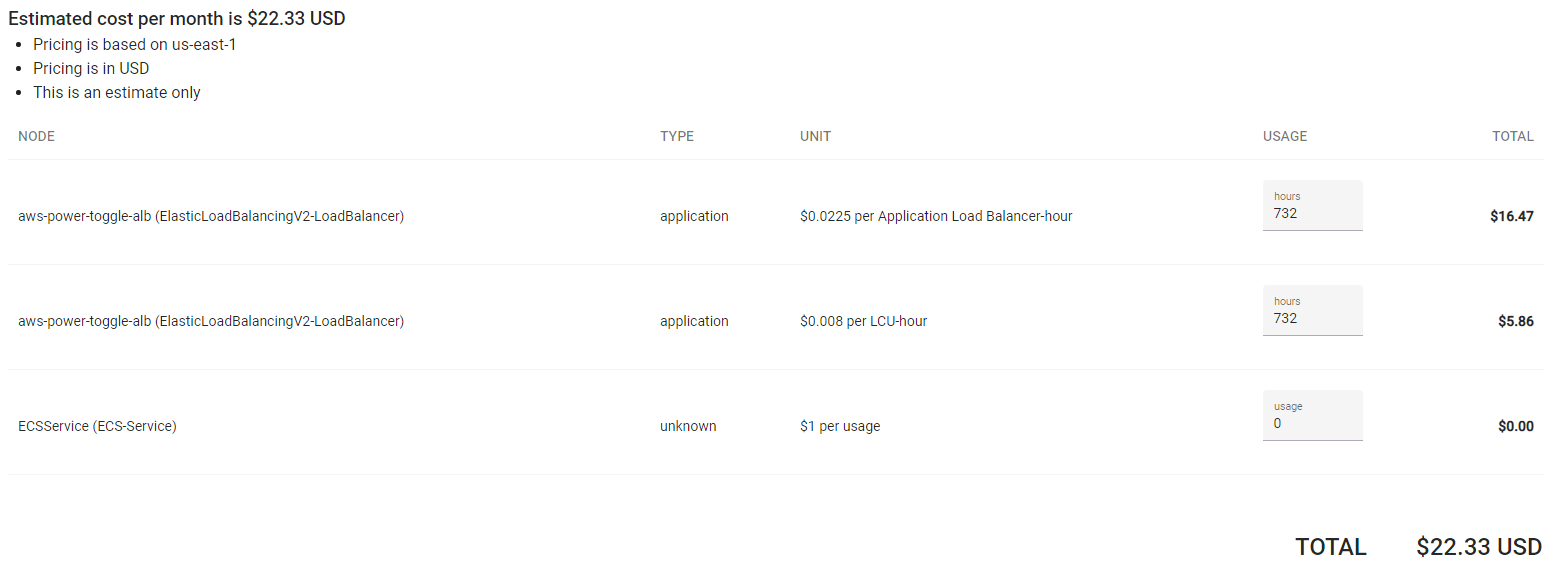 Estimated cost per month is $22.33 USD
• Pricing is based on us-east-1
• Pricing is in USD
• This is an estimate only
NODE TYPE UNIT USAGE TOTAL
aws-power-toggle-alb (ElasticLoadBalancingV2-LoadBalancer) application $0.0225 per Application Load Balancer-hour hours 732 $16.47
aws-power-toggle-alb (ElasticLoadBalancingV2-LoadBalancer) application $0.008 per LCU-hour hours 732 $5.86
ECSService (ECS-Service) unknown $1 per usage usage 0 $0.00
TOTAL $22.33 USD